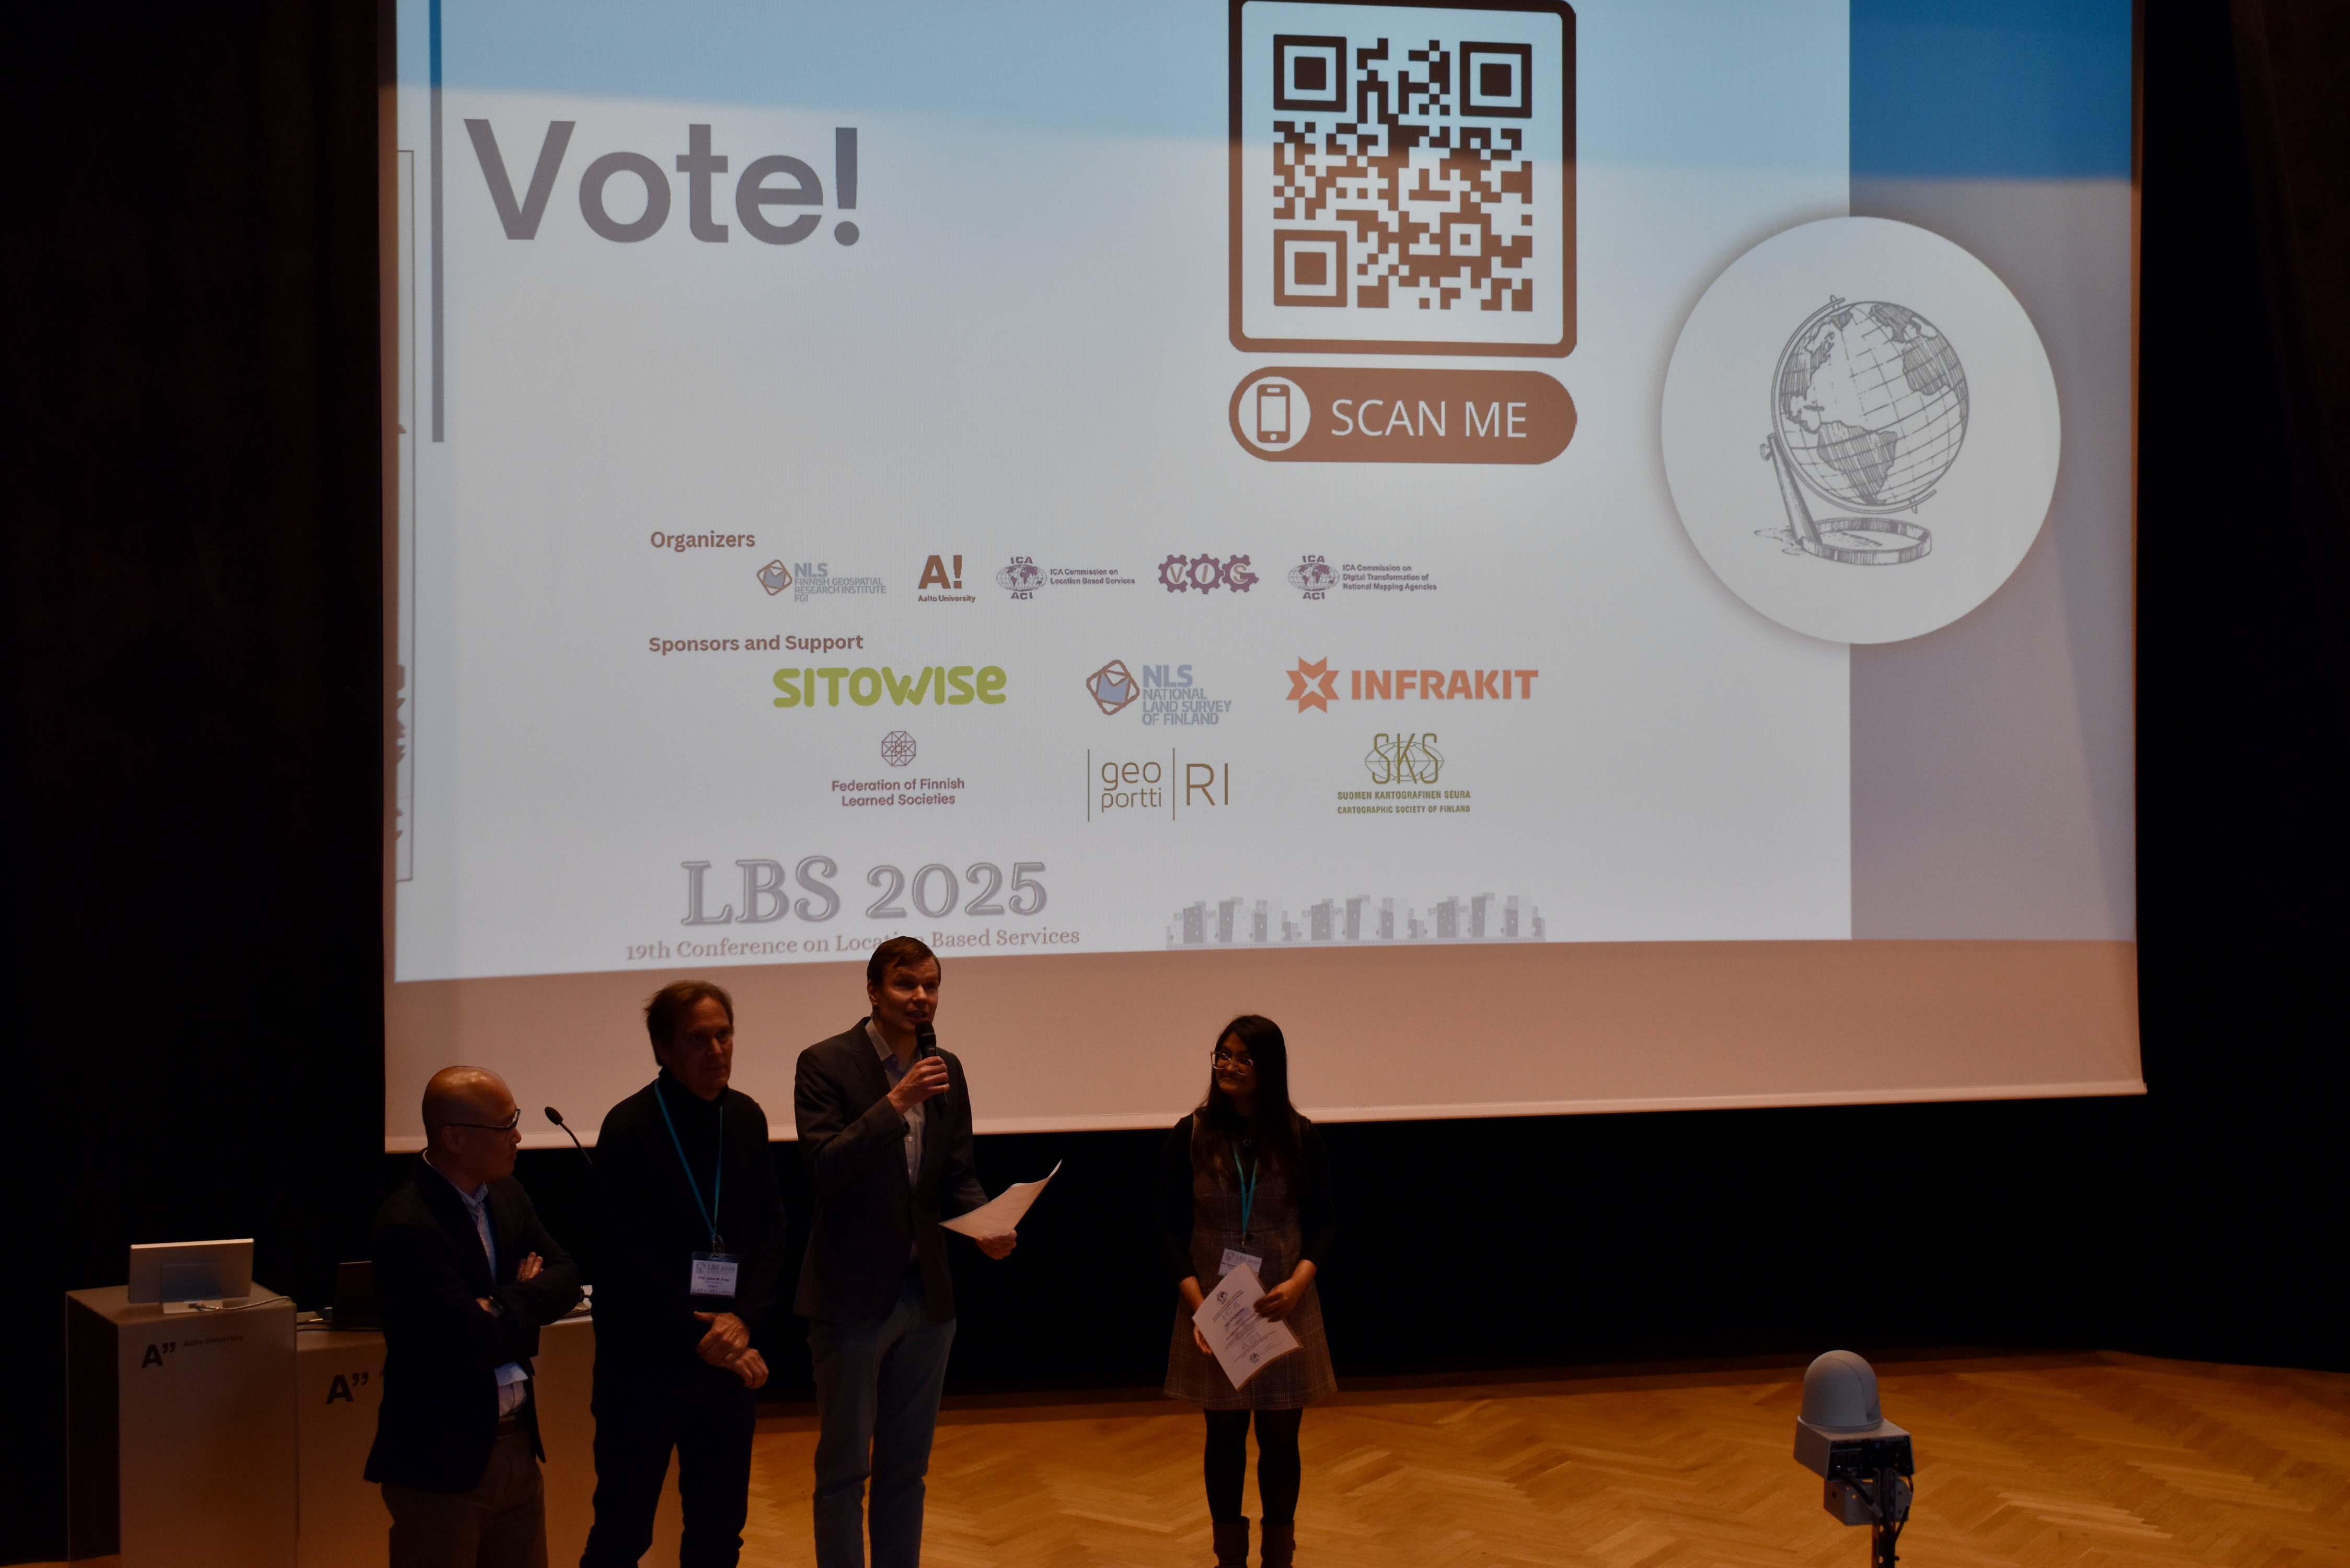 Vote!
SCAN ME
Organizers
NLS
FINNISH GEOSPATIAL
RESEARCH INSTITUTE
FGI
A!
Aalto University
ICA
ACI
ICA Commission on
Location Based Services
VIG
ICA
ACI
ICA Commission on
Digital Transformation of
National Mapping Agencies
Sponsors and Support
SITOWISE
NLS
NATIONAL
LAND SURVEY
OF FINLAND
INFRAKIT
Federation of Finnish
Learned Societies
geo
portti
RI
SKS
SUOMEN KARTOGRAFINEN SEURA
CARTOGRAPHIC SOCIETY OF FINLAND
LBS 2025
19th Conference on Based Services
A” Aalto University
A”